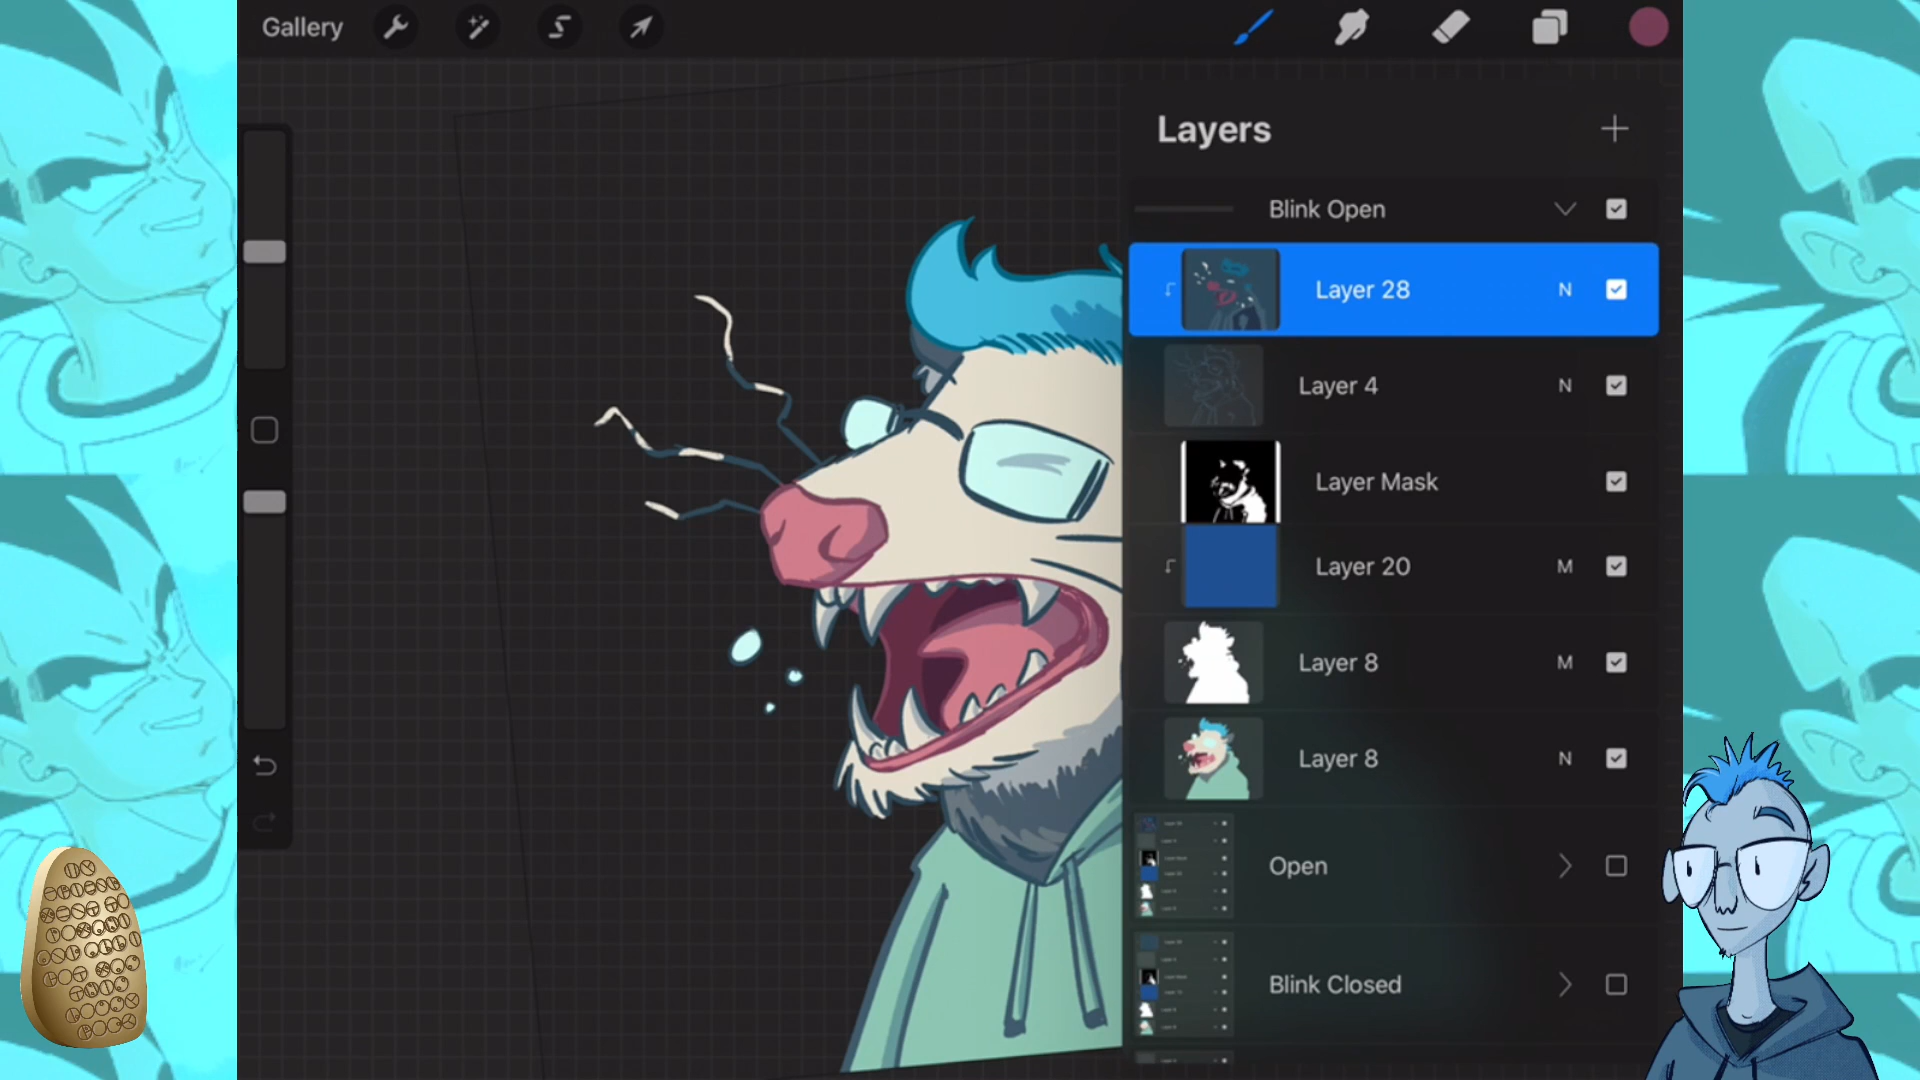 Gallery
Layers
Blink Open
Layer 28 N
Layer 4 N
Layer Mask
Layer 20 M
Layer 8 M
Layer 8 N
Open
Blink Closed